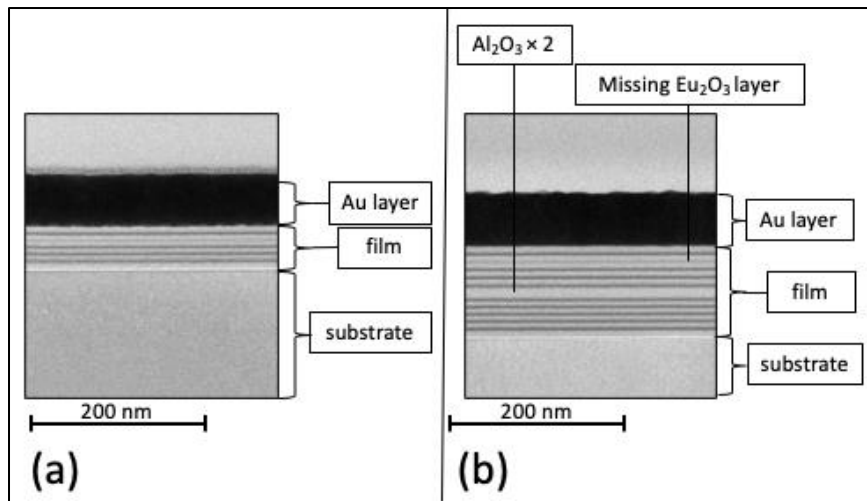 Al₂O₃ × 2
Missing Eu₂O₃ layer
Au layer
film
substrate
200 nm
(a)
Au layer
film
substrate
200 nm
(b)